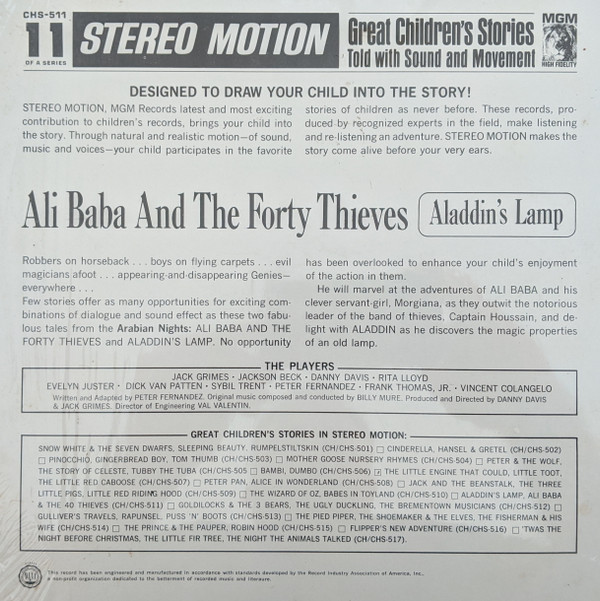 CHS-511
11
OF A SERIES
STEREO MOTION
Great Children's Stories
Told with Sound and Movement
MGM
HIGH FIDELITY
DESIGNED TO DRAW YOUR CHILD INTO THE STORY!
STEREO MOTION, MGM Records latest and most exciting
contribution to children's records, brings your child into
the story. Through natural and realistic motion—of sound,
music and voices—your child participates in the favorite
stories of children as never before. These records, pro-
duced by recognized experts in the field, make listening
and re-listening an adventure. STEREO MOTION makes the
story come alive before your very ears.
Ali Baba And The Forty Thieves
Aladdin's Lamp
Robbers on horseback . . . boys on flying carpets . . . evil
magicians afoot . . . appearing-and-disappearing Genies—
everywhere . . .
Few stories offer as many opportunities for exciting com-
binations of dialogue and sound effect as these two fabu-
lous tales from the Arabian Nights: ALI BABA AND THE
FORTY THIEVES and ALADDIN'S LAMP. No opportunity
has been overlooked to enhance your child's enjoyment
of the action in them.
He will marvel at the adventures of ALI BABA and his
clever servant-girl, Morgiana, as they outwit the notorious
leader of the band of thieves, Captain Houssain, and de-
light with ALADDIN as he discovers the magic properties
of an old lamp.
THE PLAYERS
JACK GRIMES · JACKSON BECK · DANNY DAVIS · RITA LLOYD
EVELYN JUSTER · DICK VAN PATTEN · SYBIL TRENT · PETER FERNANDEZ · FRANK THOMAS, JR. · VINCENT COLANGELO
Written and Adapted by PETER FERNANDEZ. Original music composed and conducted by BILLY MURE. Produced and Directed by DANNY DAVIS
& JACK GRIMES. Director of Engineering VAL VALENTIN.
GREAT CHILDREN'S STORIES IN STEREO MOTION:
SNOW WHITE & THE SEVEN DWARFS, SLEEPING BEAUTY, RUMPELSTILTSKIN (CH/CHS-501) □ CINDERELLA, HANSEL & GRETEL (CH/CHS-502)
□ PINOCCHIO, GINGERBREAD BOY, TOM THUMB (CH/CHS-503) □ MOTHER GOOSE NURSERY RHYMES (CH/CHS-504) □ PETER & THE WOLF,
THE STORY OF CELESTE, TUBBY THE TUBA (CH/CHS-505 □ BAMBI, DUMBO (CH/CHS-506) □ THE LITTLE ENGINE THAT COULD, LITTLE TOOT,
THE LITTLE RED CABOOSE (CH/CHS-507) □ PETER PAN, ALICE IN WONDERLAND (CH/CHS-508) □ JACK AND THE BEANSTALK, THE THREE
LITTLE PIGS, LITTLE RED RIDING HOOD (CH/CHS-509) □ THE WIZARD OF OZ, BABES IN TOYLAND (CH/CHS-510) □ ALADDIN'S LAMP, ALI BABA
& THE 40 THIEVES (CH/CHS-511) □ GOLDILOCKS & THE 3 BEARS, THE UGLY DUCKLING, THE BREMENTOWN MUSICIANS (CH/CHS-512) □
GULLIVER'S TRAVELS, RAPUNSEL, PUSS 'N' BOOTS (CH/CHS-513) □ THE PIED PIPER, THE SHOEMAKER & THE ELVES, THE FISHERMAN & HIS
WIFE (CH/CHS-514) □ THE PRINCE & THE PAUPER, ROBIN HOOD (CH/CHS-515) □ FLIPPER'S NEW ADVENTURE (CH/CHS-516) □ 'TWAS THE
NIGHT BEFORE CHRISTMAS, THE LITTLE FIR TREE, THE NIGHT THE ANIMALS TALKED (CH/CHS-517).
This record has been engineered and manufactured in accordance with standards developed by the Record Industry Association of America, Inc.,
a non-profit organization dedicated to the betterment of recorded music and literature.